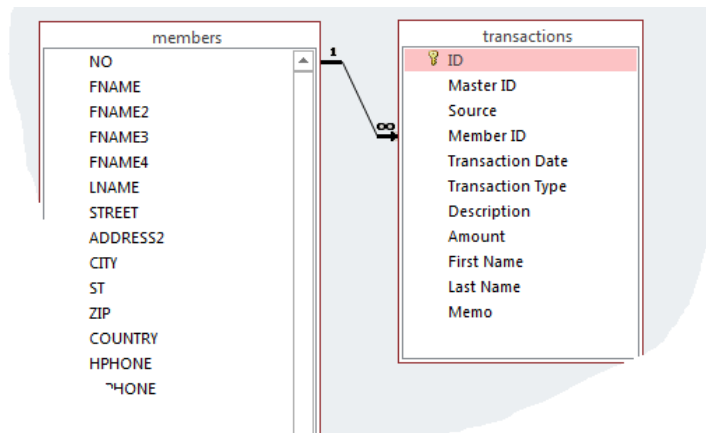 members
NO
FNAME
FNAME2
FNAME3
FNAME4
LNAME
STREET
ADDRESS2
CITY
ST
ZIP
COUNTRY
HPHONE
PHONE
1
∞
transactions
ID
Master ID
Source
Member ID
Transaction Date
Transaction Type
Description
Amount
First Name
Last Name
Memo